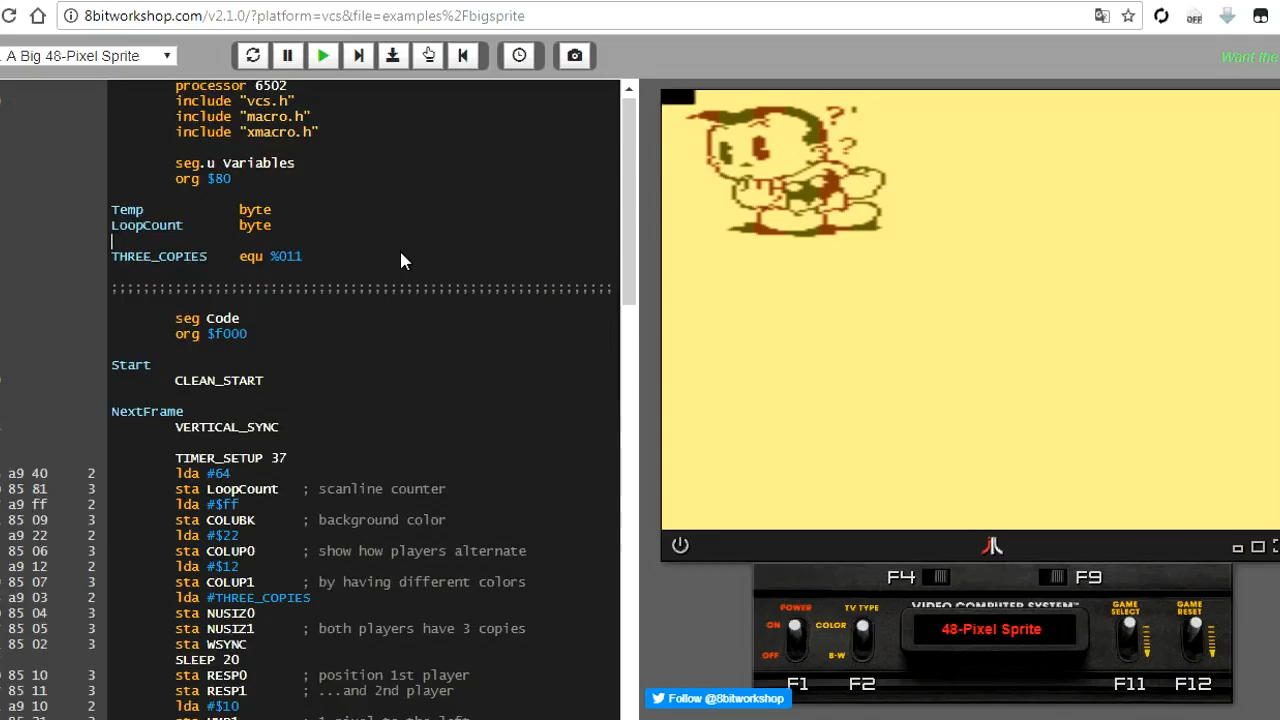 8bitworkshop.com/v2.1.0/?platform=vcs&file=examples%2Fbigsprite
OFF
A Big 48-Pixel Sprite
Want the
processor 6502
include "vcs.h"
include "macro.h"
include "xmacro.h"
seg.u Variables
org $80
Temp byte
LoopCount byte
THREE_COPIES equ %011
;;;;;;;;;;;;;;;;;;;;;;;;;;;;;;;;;;;;;;;;;;;;;;;;;;;;;;;;;;;;;;;
seg Code
org $f000
Start
CLEAN_START
NextFrame
VERTICAL_SYNC
TIMER_SETUP 37
a9 40 2 lda #64
85 81 3 sta LoopCount ; scanline counter
a9 ff 2 lda #$ff
85 09 3 sta COLUBK ; background color
a9 22 2 lda #$22
85 06 3 sta COLUP0 ; show how players alternate
a9 12 2 lda #$12
85 07 3 sta COLUP1 ; by having different colors
a9 03 2 lda #THREE_COPIES
85 04 3 sta NUSIZ0
85 05 3 sta NUSIZ1 ; both players have 3 copies
85 02 3 sta WSYNC
SLEEP 20
85 10 3 sta RESP0 ; position 1st player
85 11 3 sta RESP1 ; ...and 2nd player
a9 10 2 lda #$10
? '
?
F4 F9
POWER
ON
OFF
F1
TV TYPE
COLOR
B-W
F2
VIDEO COMPUTER SYSTEM™
48-Pixel Sprite
GAME
SELECT
F11
GAME
RESET
F12
Follow @8bitworkshop